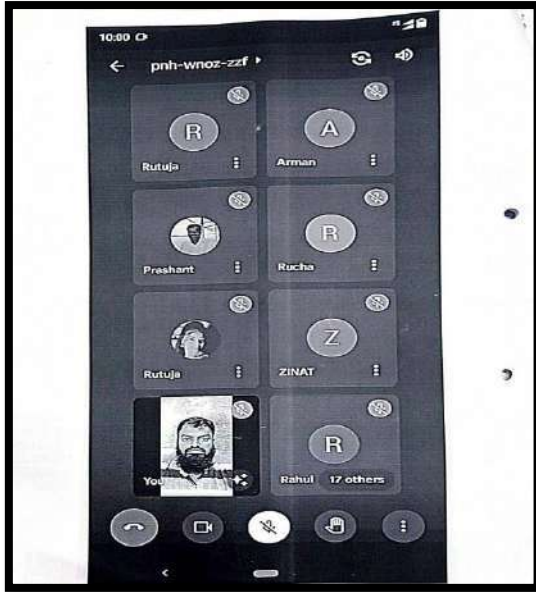 10:00
pnh-wnoz-zzf
R
A
Rutuja
Arman
R
Prashant
Rucha
Z
Rutuja
ZINAT
R
You
Rahul 17 others